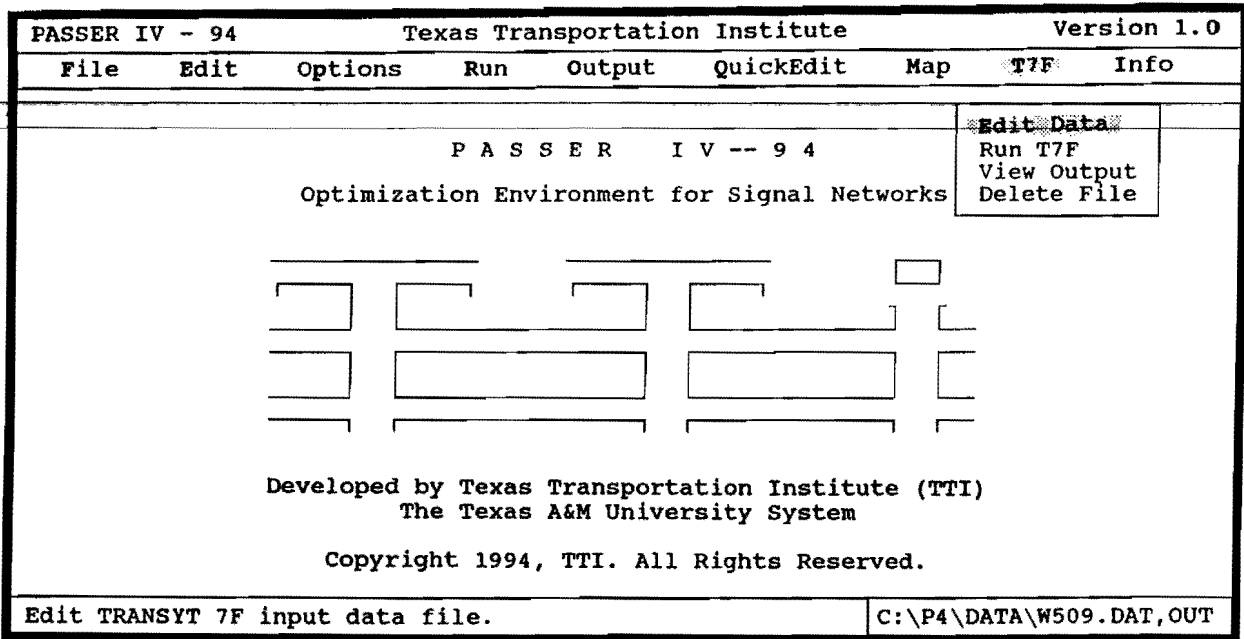 PASSER IV - 94 Texas Transportation Institute Version 1.0
File Edit Options Run Output QuickEdit Map T7F Info
Edit Data
Run T7F
View Output
Delete File
P A S S E R I V -- 9 4
Optimization Environment for Signal Networks
Developed by Texas Transportation Institute (TTI)
The Texas A&M University System
Copyright 1994, TTI. All Rights Reserved.
Edit TRANSYT 7F input data file. C:\P4\DATA\W509.DAT,OUT